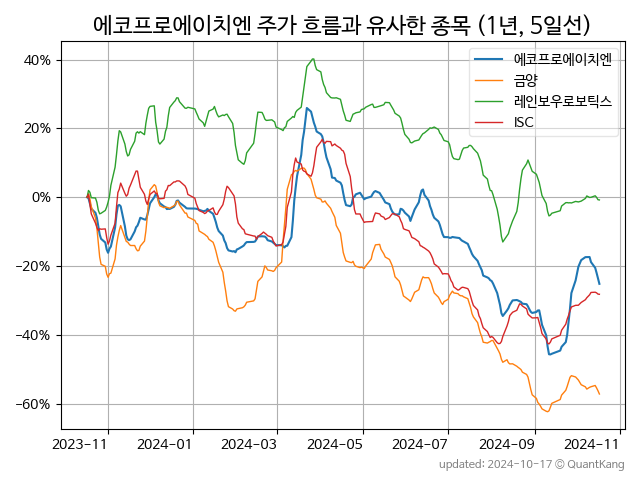 에코프로에이치엔 주가 흐름과 유사한 종목 (1년, 5일선)
에코프로에이치엔
금양
레인보우로보틱스
ISC
40%
20%
0%
−20%
−40%
−60%
2023-11
2024-01
2024-03
2024-05
2024-07
2024-09
2024-11
updated: 2024-10-17 © QuantKang